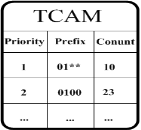 TCAM
Priority Prefix Conunt
1 01** 10
2 0100 23
... ... ...